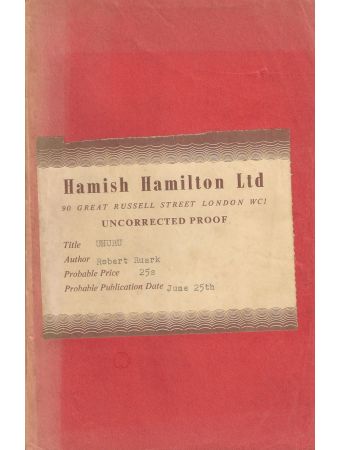 Hamish Hamilton Ltd
90 GREAT RUSSELL STREET LONDON WC1
UNCORRECTED PROOF
Title UHURU
Author Robert Ruark
Probable Price 25s
Probable Publication Date June 25th